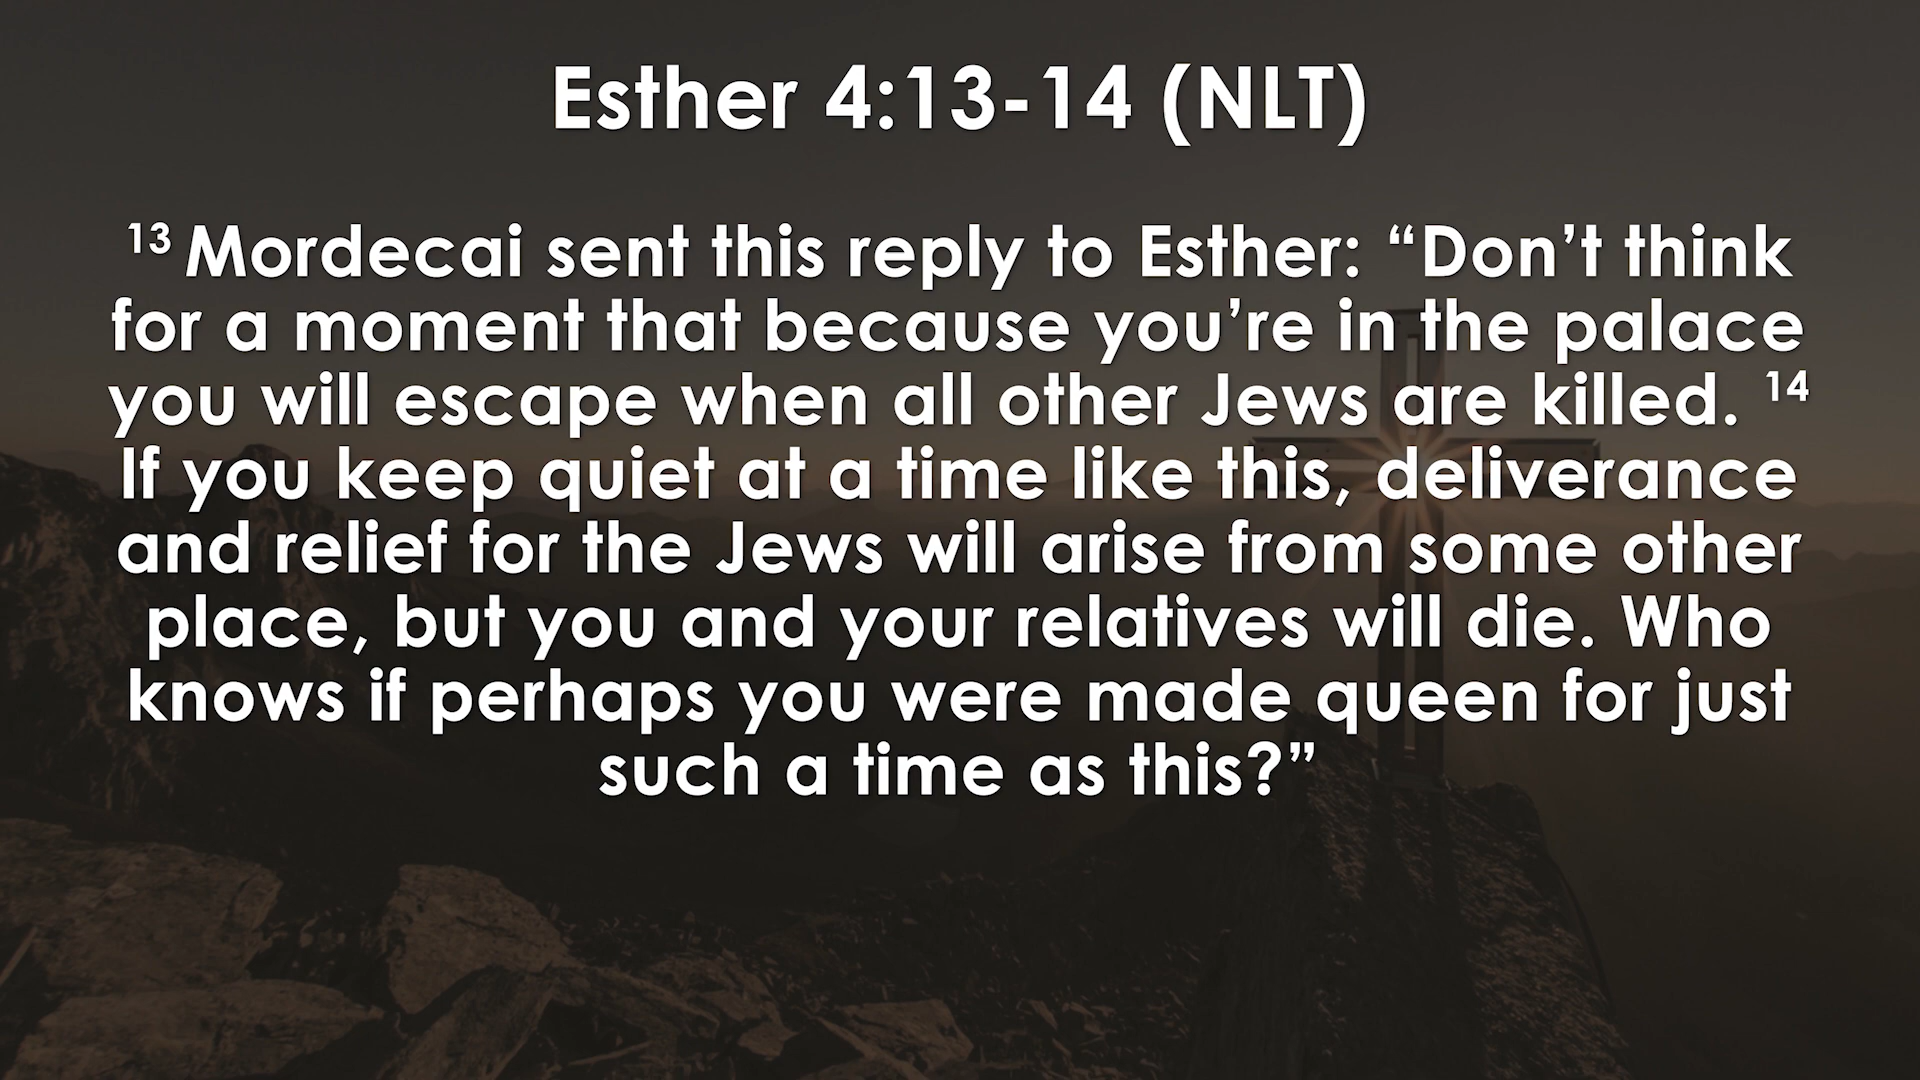 Esther 4:13-14 (NLT)
13 Mordecai sent this reply to Esther: “Don’t think
for a moment that because you’re in the palace
you will escape when all other Jews are killed. 14
If you keep quiet at a time like this, deliverance
and relief for the Jews will arise from some other
place, but you and your relatives will die. Who
knows if perhaps you were made queen for just
such a time as this?”